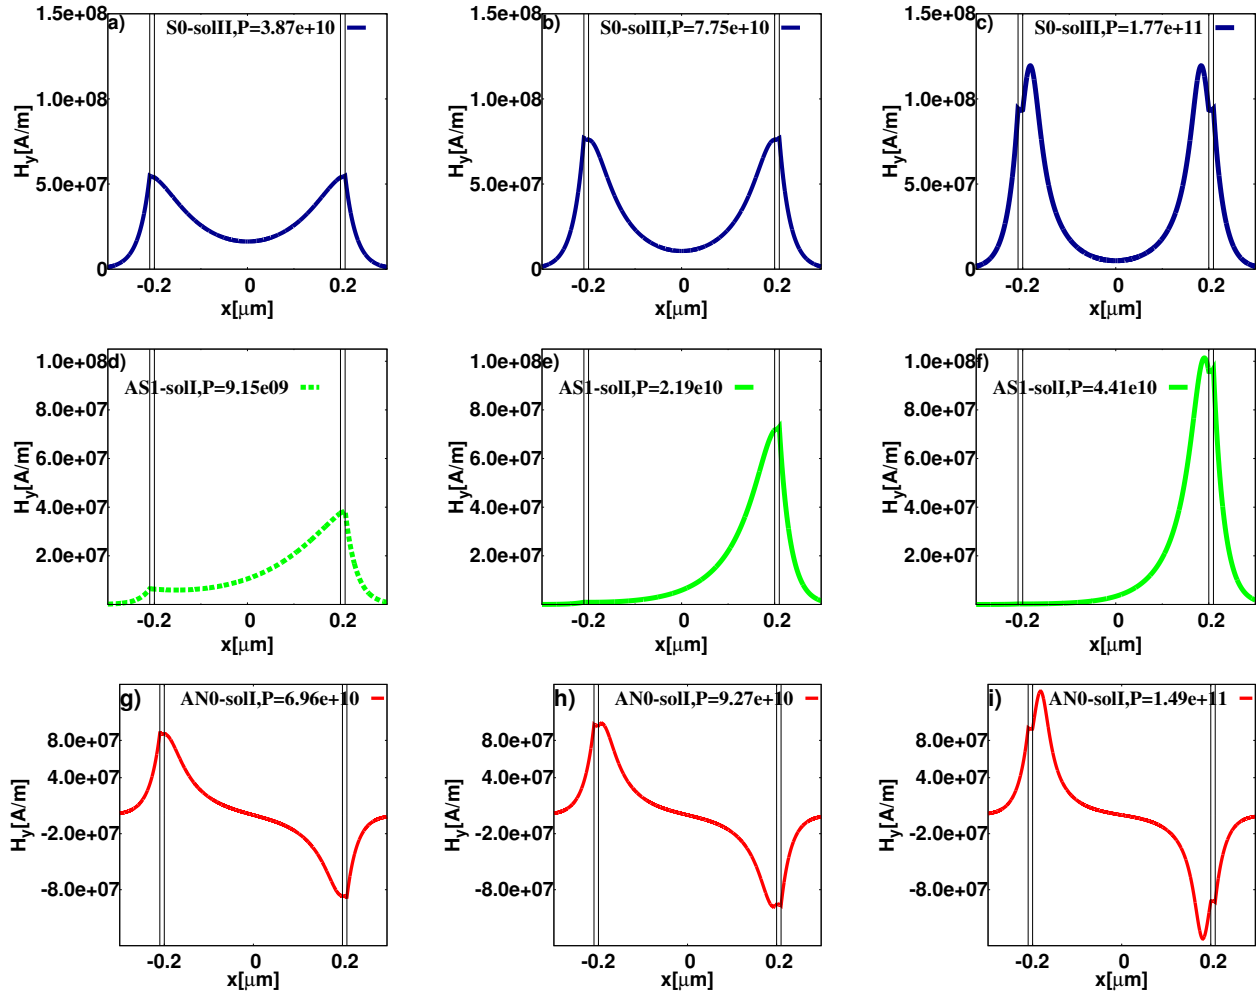 a) S0-solII,P=3.87e+10
1.5e+08
1.0e+08
5.0e+07
0
Hy[A/m]
-0.2 0 0.2
x[μm]
b) S0-solII,P=7.75e+10
1.5e+08
1.0e+08
5.0e+07
0
Hy[A/m]
-0.2 0 0.2
x[μm]
c) S0-solII,P=1.77e+11
1.5e+08
1.0e+08
5.0e+07
0
Hy[A/m]
-0.2 0 0.2
x[μm]
d)
1.0e+08
AS1-solI,P=9.15e09
8.0e+07
6.0e+07
4.0e+07
2.0e+07
Hy[A/m]
-0.2 0 0.2
x[μm]
e)
1.0e+08
AS1-solI,P=2.19e10
8.0e+07
6.0e+07
4.0e+07
2.0e+07
Hy[A/m]
-0.2 0 0.2
x[μm]
f)
1.0e+08
AS1-solI,P=4.41e10
8.0e+07
6.0e+07
4.0e+07
2.0e+07
Hy[A/m]
-0.2 0 0.2
x[μm]
g) AN0-solI,P=6.96e+10
8.0e+07
4.0e+07
-2.0e+07
-8.0e+07
Hy[A/m]
-0.2 0 0.2
x[μm]
h) AN0-solI,P=9.27e+10
8.0e+07
4.0e+07
-2.0e+07
-8.0e+07
Hy[A/m]
-0.2 0 0.2
x[μm]
i) AN0-solI,P=1.49e+11
8.0e+07
4.0e+07
-2.0e+07
-8.0e+07
Hy[A/m]
-0.2 0 0.2
x[μm]